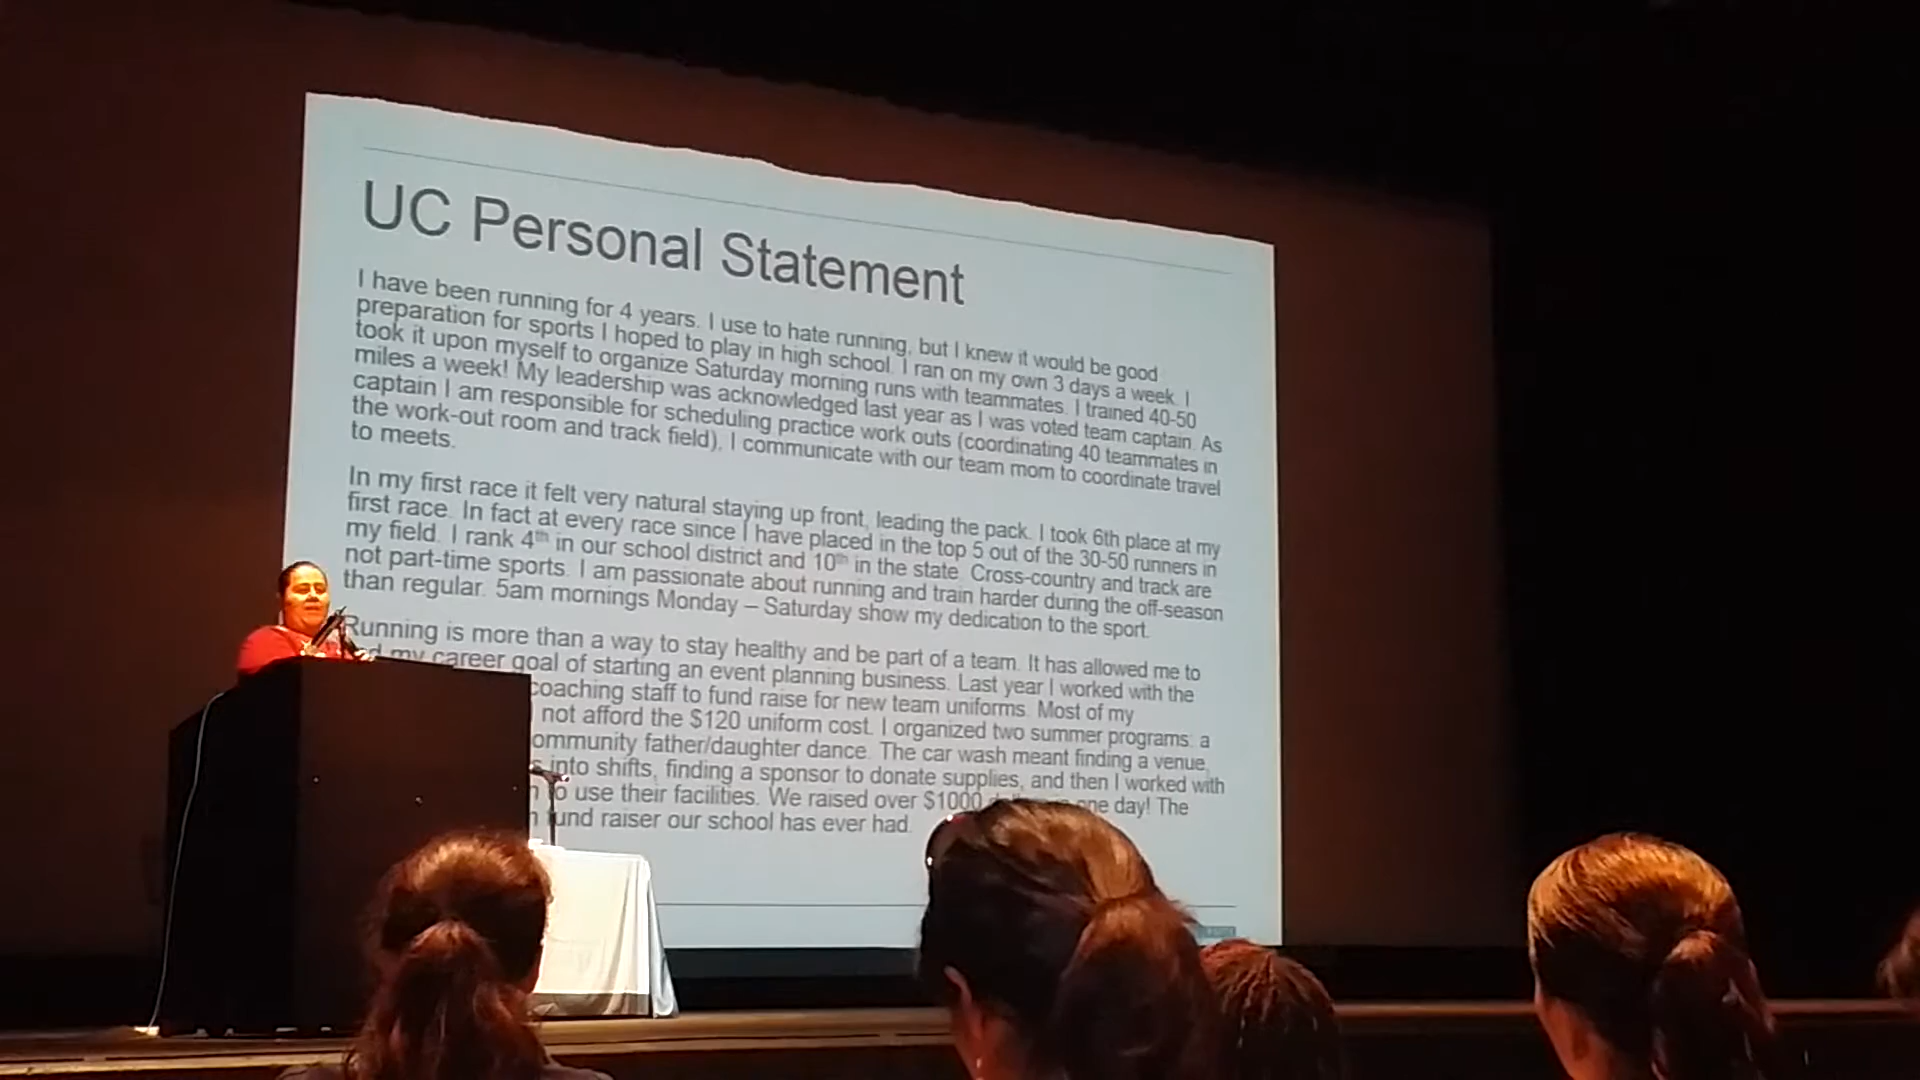 UC Personal Statement
I have been running for 4 years. I use to hate running, but I knew it would be good
preparation for sports I hoped to play in high school. I ran on my own 3 days a week. I
took it upon myself to organize Saturday morning runs with teammates. I trained 40-50
miles a week! My leadership was acknowledged last year as I was voted team captain. As
captain I am responsible for scheduling practice work outs (coordinating 40 teammates in
the work-out room and track field), I communicate with our team mom to coordinate travel
to meets.
In my first race it felt very natural staying up front, leading the pack. I took 6th place at my
first race. In fact at every race since I have placed in the top 5 out of the 30-50 runners in
my field. I rank 4th in our school district and 10th in the state. Cross-country and track are
not part-time sports. I am passionate about running and train harder during the off-season
than regular. 5am mornings Monday – Saturday show my dedication to the sport.
Running is more than a way to stay healthy and be part of a team. It has allowed me to
my career goal of starting an event planning business. Last year I worked with the
coaching staff to fund raise for new team uniforms. Most of my
not afford the $120 uniform cost. I organized two summer programs: a
ommunity father/daughter dance. The car wash meant finding a venue,
s into shifts, finding a sponsor to donate supplies, and then I worked with
to use their facilities. We raised over $1000 one day! The
fund raiser our school has ever had.